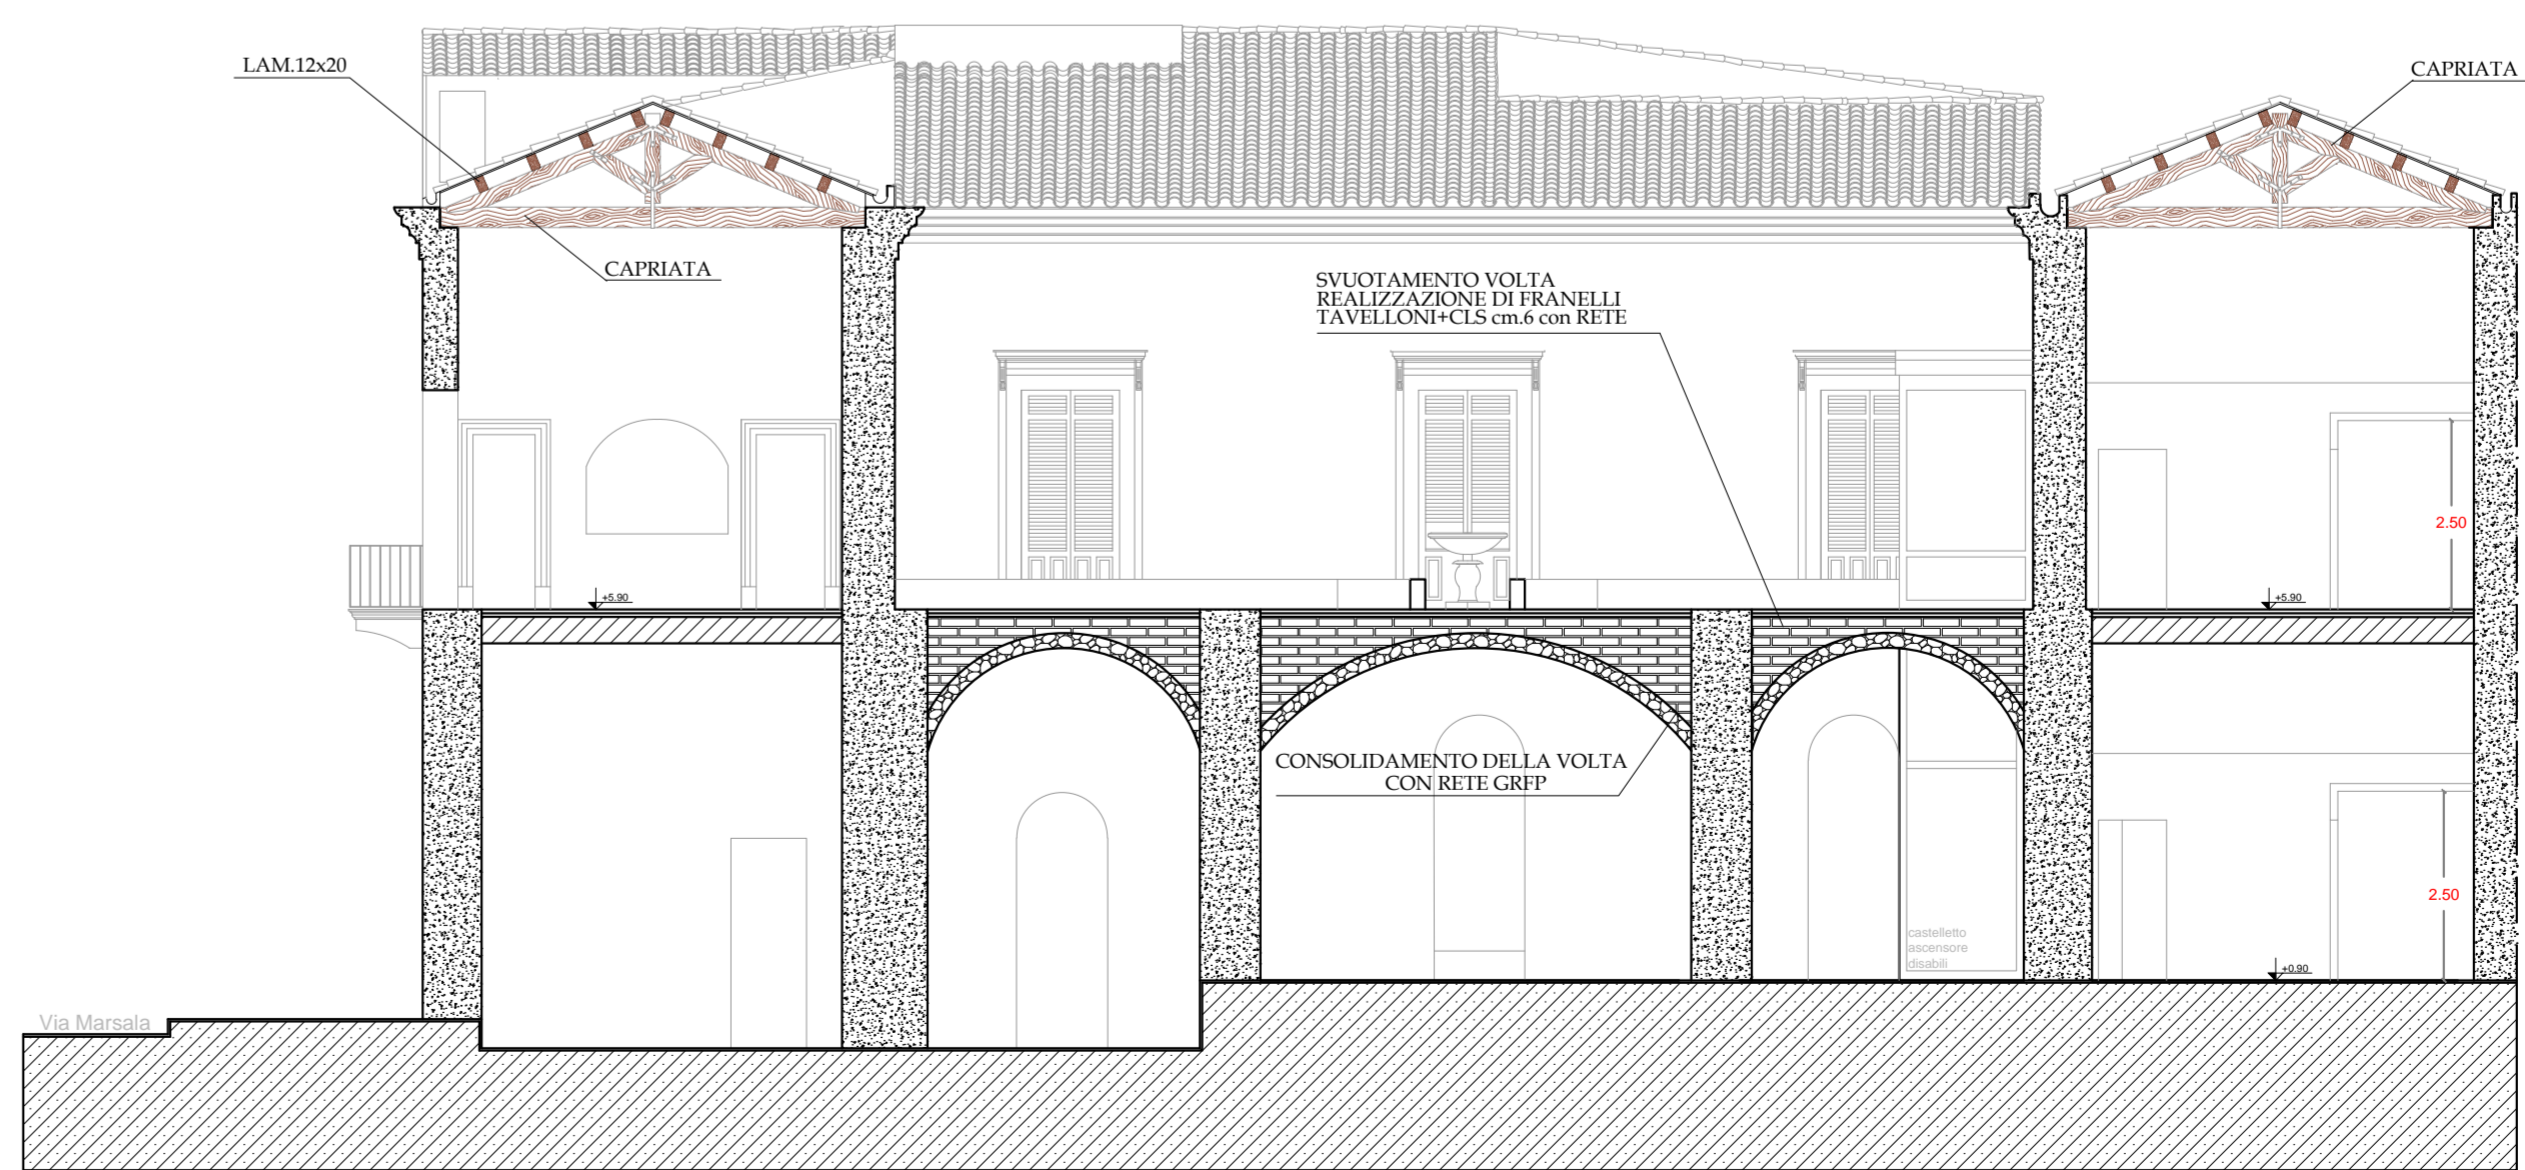 LAM.12x20
CAPRIATA
CAPRIATA
SVUOTAMENTO VOLTA
REALIZZAZIONE DI FRANELLI
TAVELLONI+CLS cm.6 con RETE
2.50
+5.90
+5.90
CONSOLIDAMENTO DELLA VOLTA
CON RETE GRFP
2.50
castelletto
ascensore
disabili
+0.90
Via Marsala